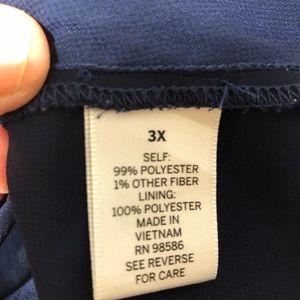 3X
SELF:
99% POLYESTER
1% OTHER FIBER
LINING:
100% POLYESTER
MADE IN
VIETNAM
RN 98586
SEE REVERSE
FOR CARE